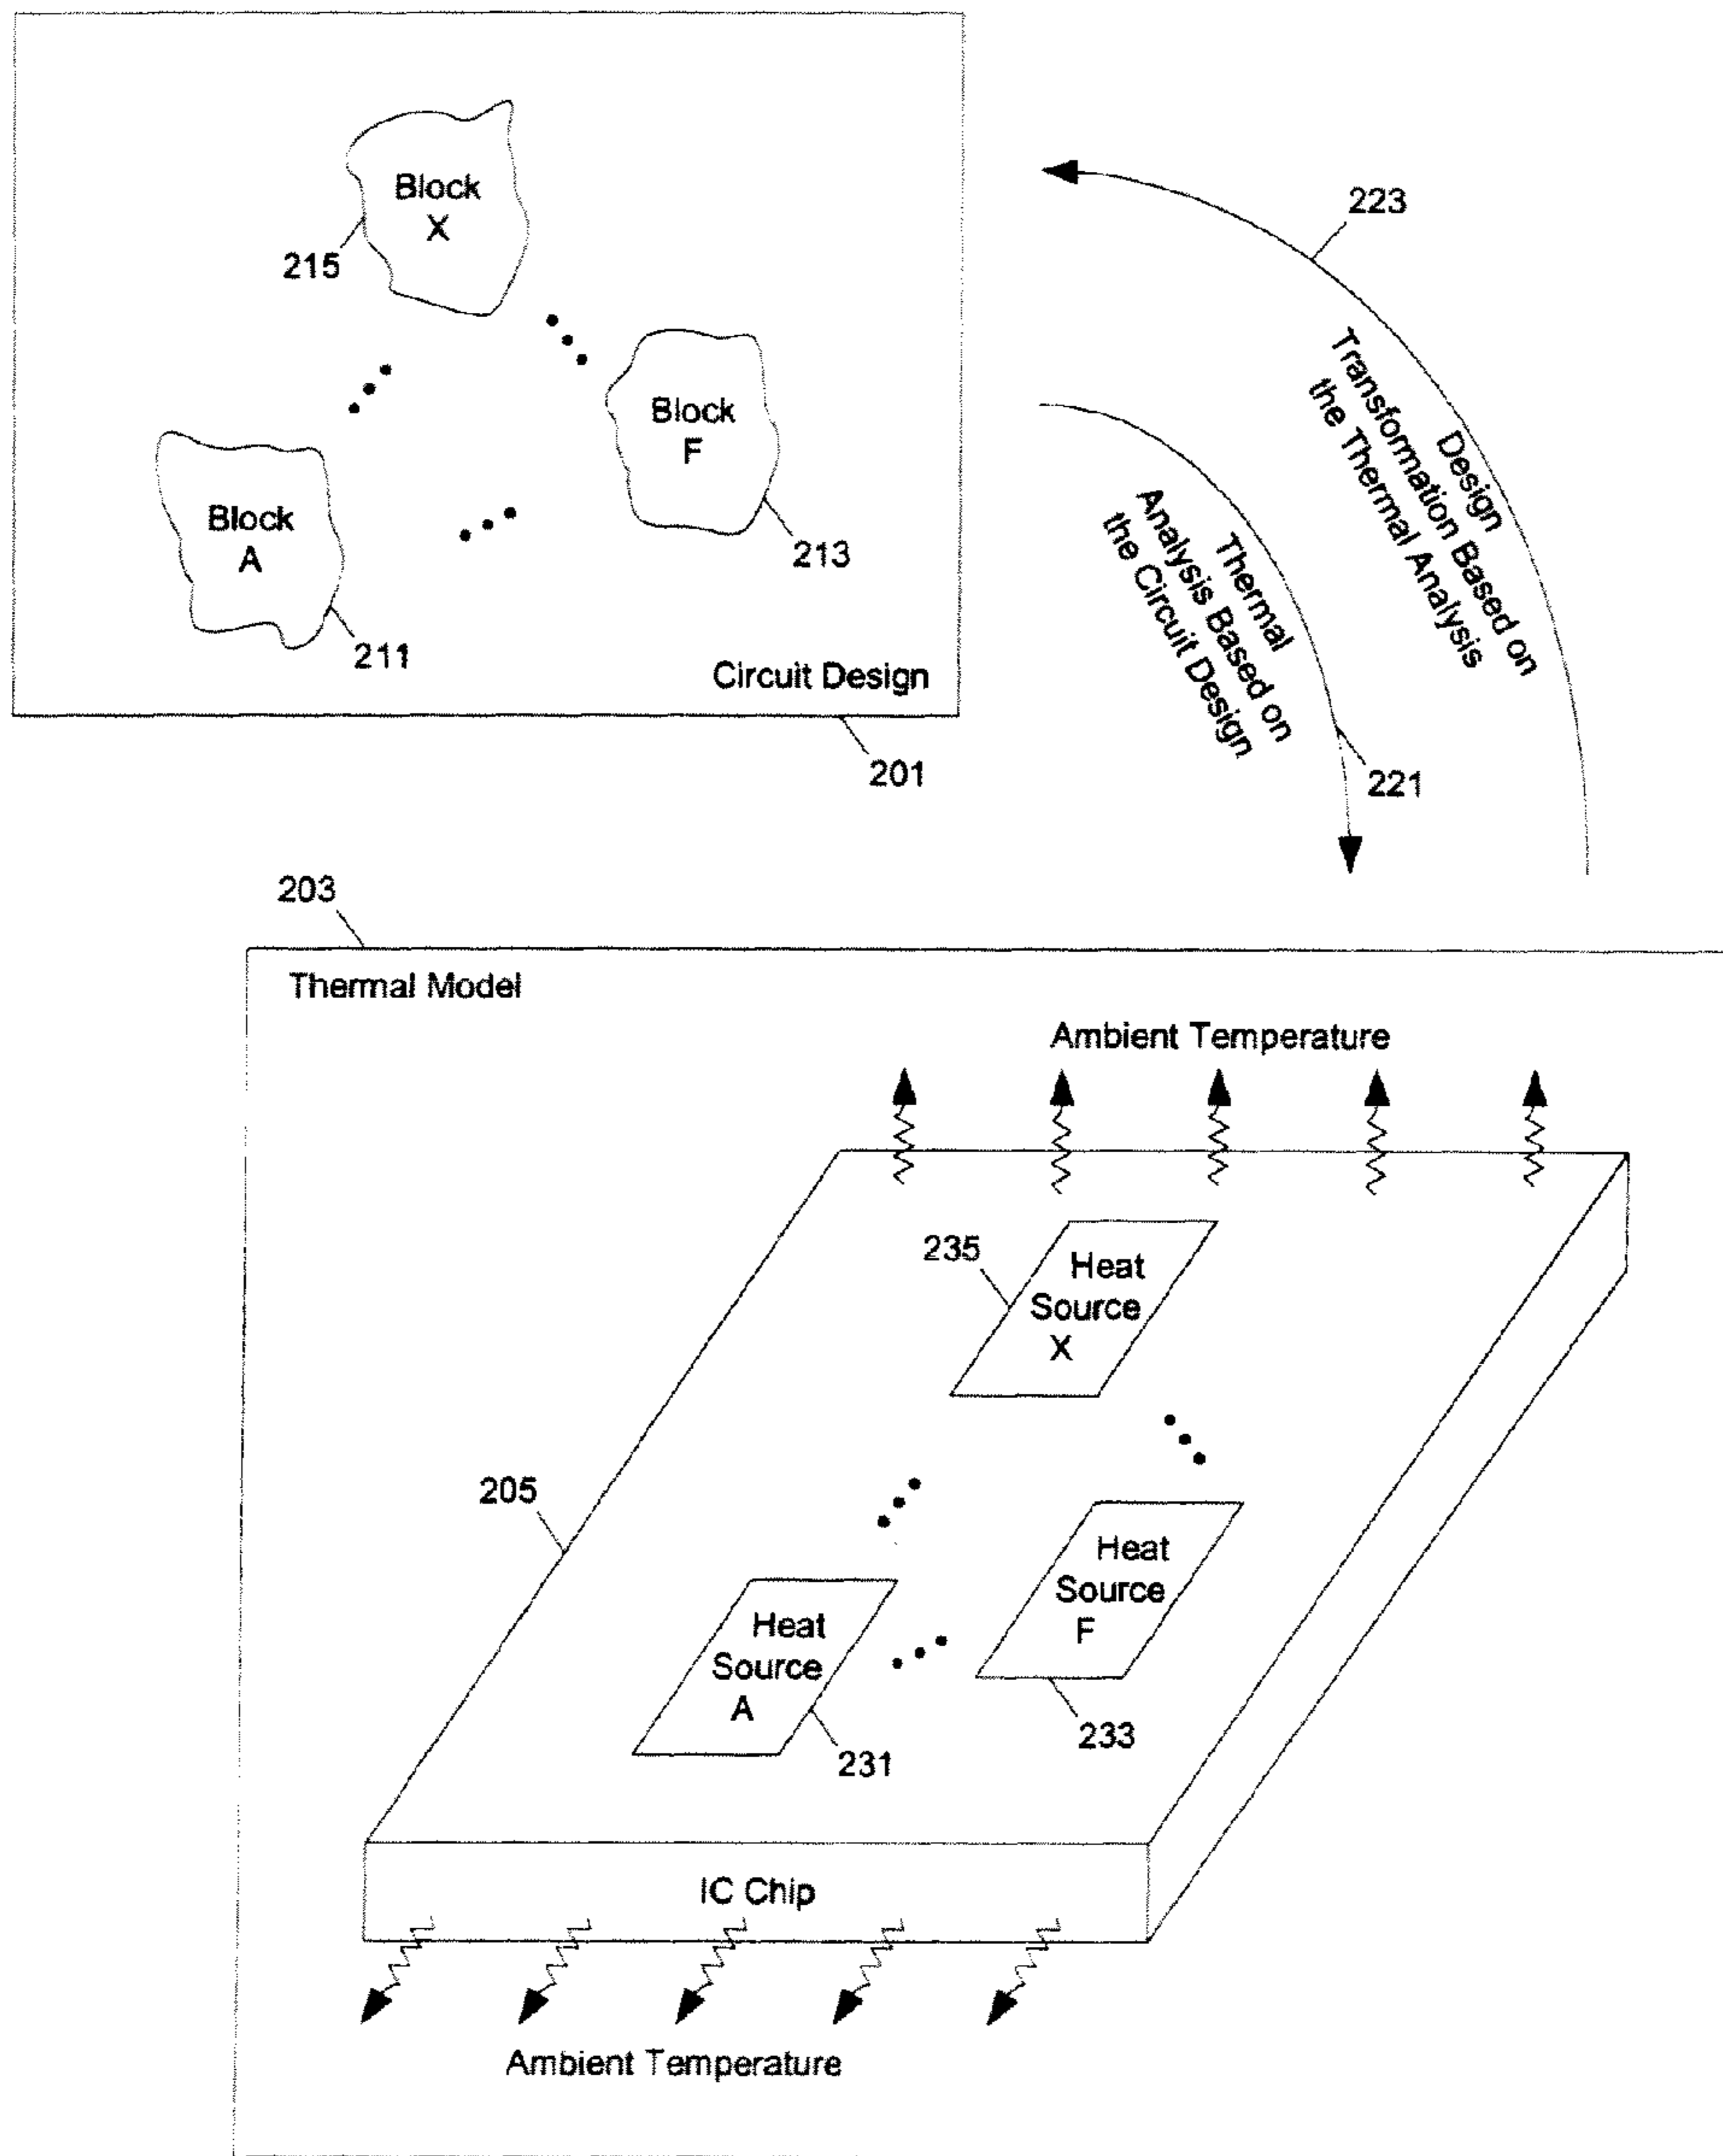 Block
X
215
Block
F
213
Block
A
211
Circuit Design
201
223
Design
Transformation Based on
the Thermal Analysis
Thermal
Analysis Based on
the Circuit Design
221
203
Thermal Model
Ambient Temperature
235
Heat
Source
X
205
Heat
Source
F
233
Heat
Source
A
231
IC Chip
Ambient Temperature